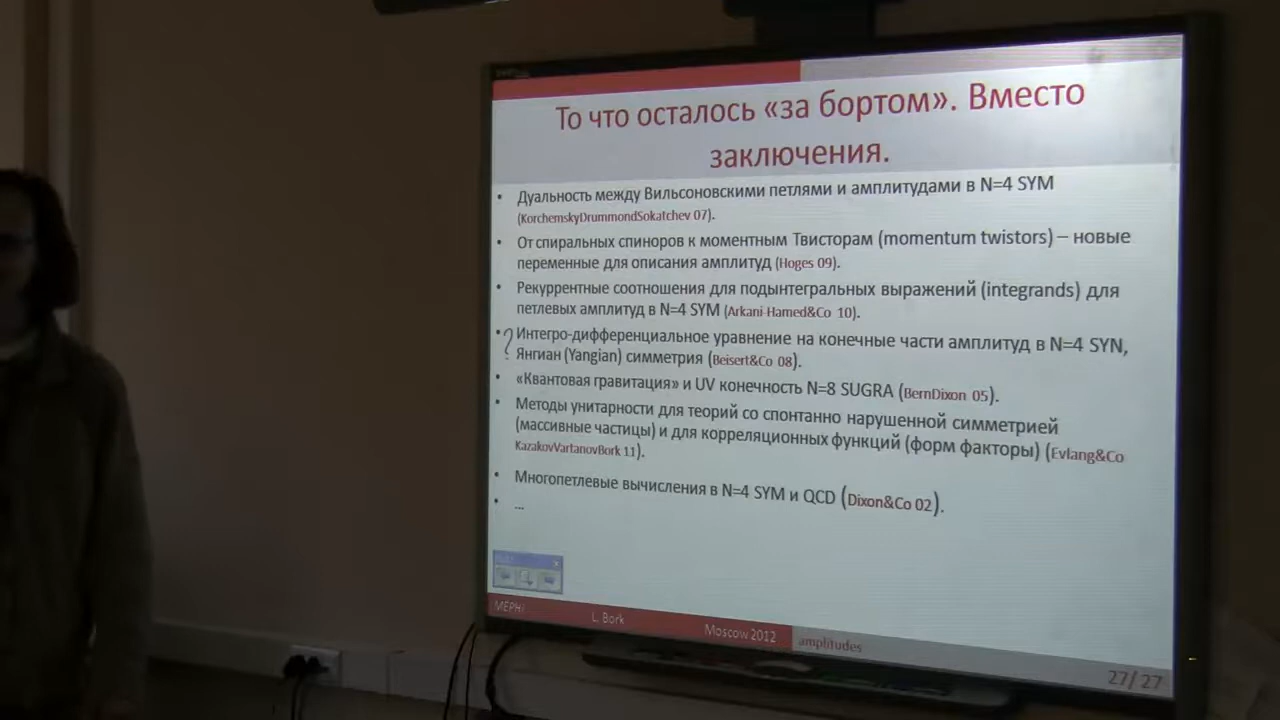 То что осталось «за бортом». Вместо
заключения.
• Дуальность между Вильсоновскими петлями и амплитудами в N=4 SYM
(KorchemskyDrummondSokatchev 07).
• От спиральных спиноров к моментным Твисторам (momentum twistors) – новые
переменные для описания амплитуд (Hoges 09).
• Рекуррентные соотношения для подынтегральных выражений (integrands) для
петлевых амплитуд в N=4 SYM (Arkani-Hamed&Co 10).
• ? Интегро-дифференциальное уравнение на конечные части амплитуд в N=4 SYN,
Янгиан (Yangian) симметрия (Beisert&Co 08).
• «Квантовая гравитация» и UV конечность N=8 SUGRA (BernDixon 05).
• Методы унитарности для теорий со спонтанно нарушенной симметрией
(массивные частицы) и для корреляционных функций (форм факторы) (Evlang&Co
KazakovVartanovBork 11).
• Многопетлевые вычисления в N=4 SYM и QCD (Dixon&Co 02).
• ...
MEPHI L. Bork Moscow 2012 amplitudes
27/ 27